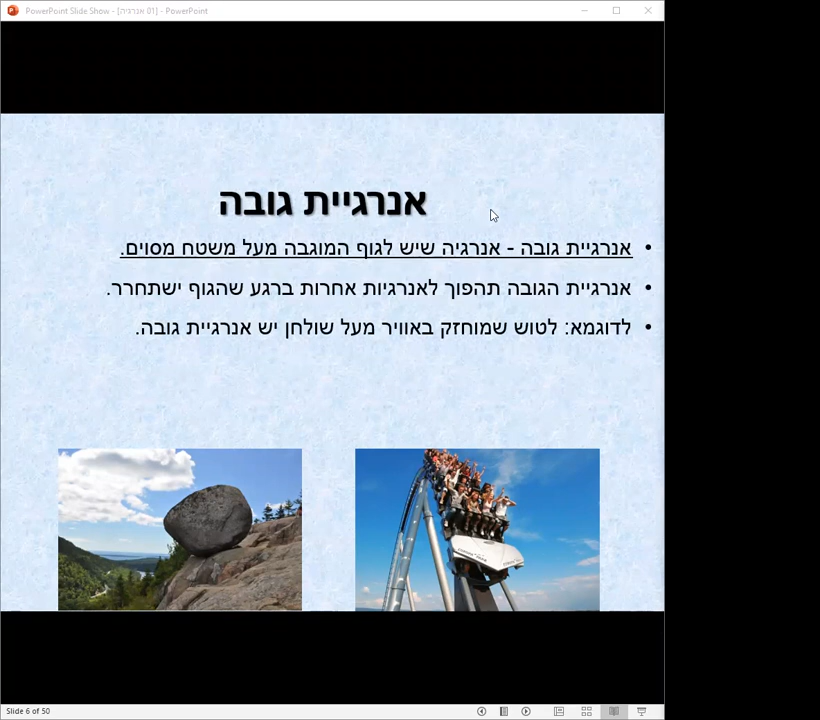 PowerPoint Slide Show - [01 אנרגיה] - PowerPoint
אנרגיית גובה
• אנרגיית גובה - אנרגיה שיש לגוף המוגבה מעל משטח מסוים.
• אנרגיית הגובה תהפוך לאנרגיות אחרות ברגע שהגוף ישתחרר.
• לדוגמא: לטוש שמוחזק באוויר מעל שולחן יש אנרגיית גובה.
Slide 6 of 50